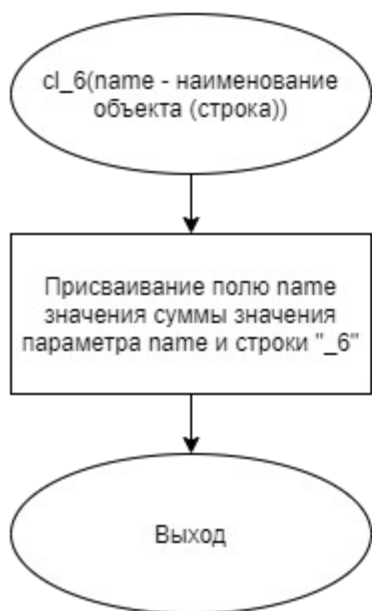 cl_6(name - наименование
объекта (строка))
Присваивание полю name
значения суммы значения
параметра name и строки "_6"
Выход